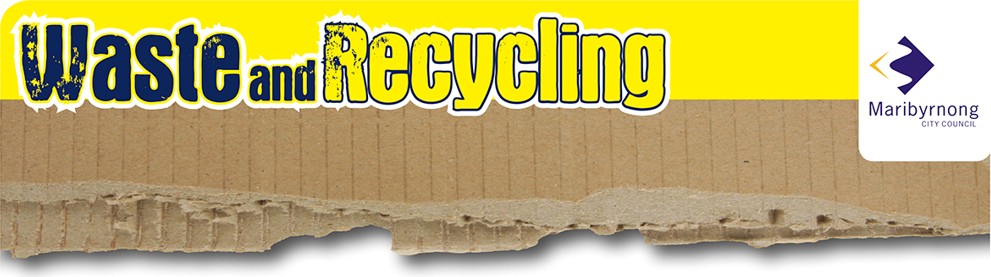 Waste and Recycling
Maribyrnong
CITY COUNCIL